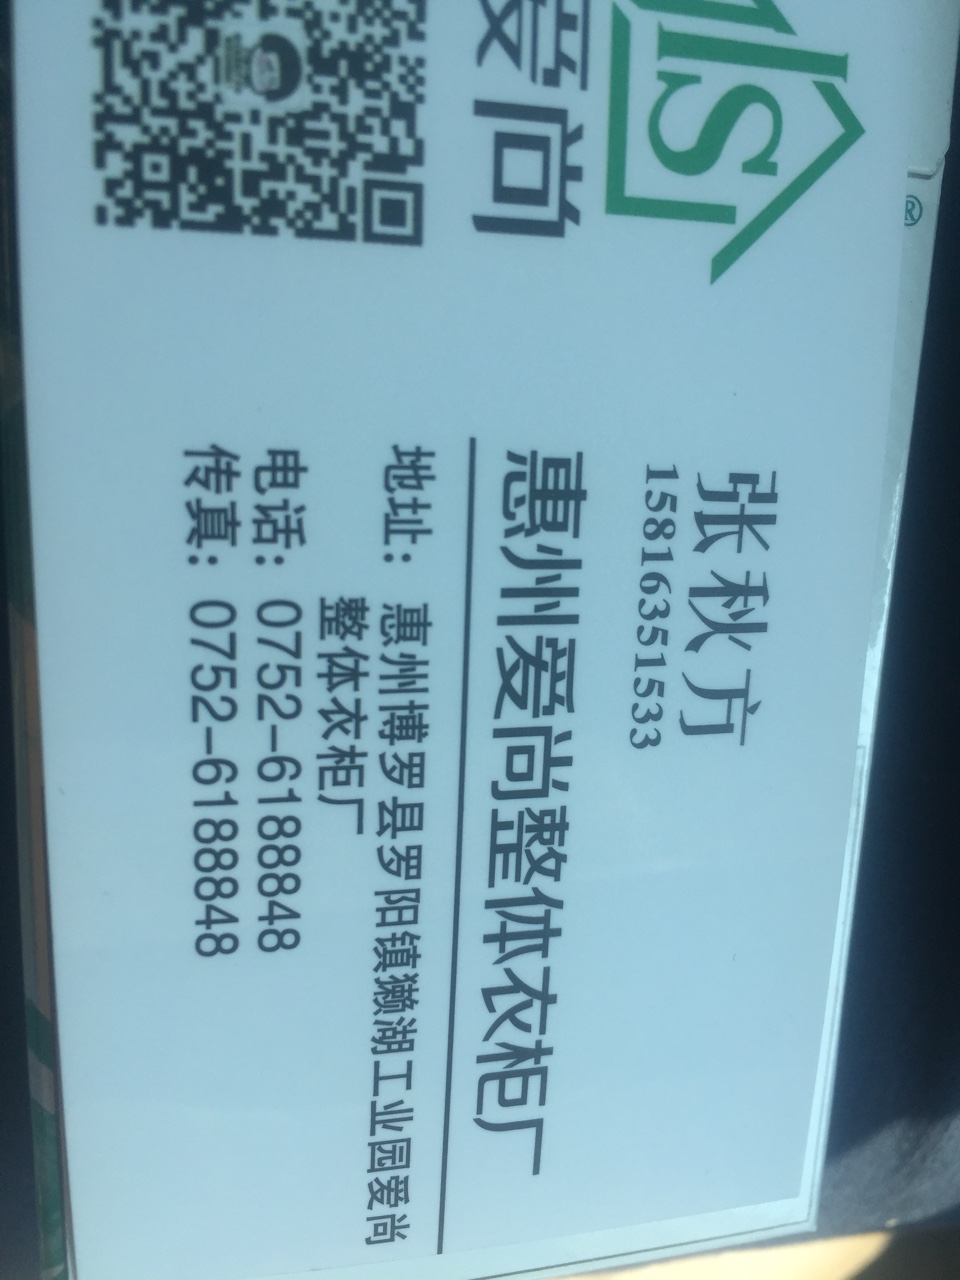 爱尚
张秋方
15816351533
惠州爱尚整体衣柜厂
地址：惠州博罗县罗阳镇獭湖工业园爱尚
整体衣柜厂
电话：0752-6188848
传真：0752-6188848
®